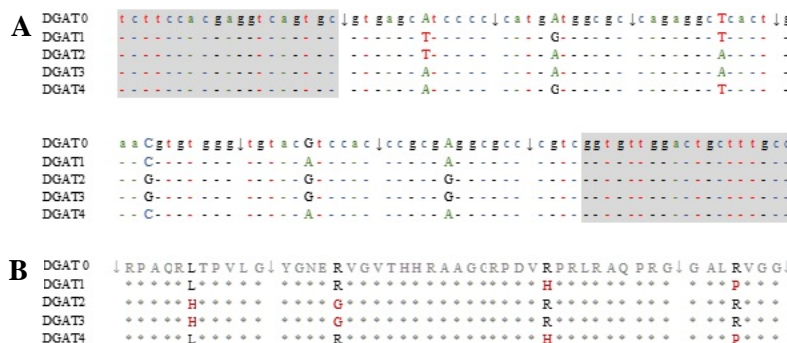 A
DGAT0 tcttccacgaggtcagtgc↓gtgagcAtcccc↓catgAtggcgc↓cagaggcTcact↓g
DGAT1 ------------------- ------T----- ----G------ -------T---- -
DGAT2 ------------------- ------T----- ----A------ -------A---- -
DGAT3 ------------------- ------A----- ----A------ -------A---- -
DGAT4 ------------------- ------A----- ----G------ -------T---- -
DGAT0 aaCgtgtggg↓tgtacGtccac↓ccgcgAggcgcc↓cgtcggtgttggactgctttgcc
DGAT1 --C------- -----A----- -----A------ -----------------------
DGAT2 --G------- -----G----- -----G------ -----------------------
DGAT3 --G------- -----G----- -----G------ -----------------------
DGAT4 --C------- -----A----- -----A------ -----------------------
B
DGAT0 ↓RPAQRLTPVLG↓YGNERVGVTHHRAAGCRPDVRPRLRAQPRG↓GALRVGG↓
DGAT1 *****L***** ****R***************H********* ***P***
DGAT2 *****H***** ****G***************R********* ***R***
DGAT3 *****H***** ****G***************R********* ***R***
DGAT4 *****L***** ****R***************H********* ***P***